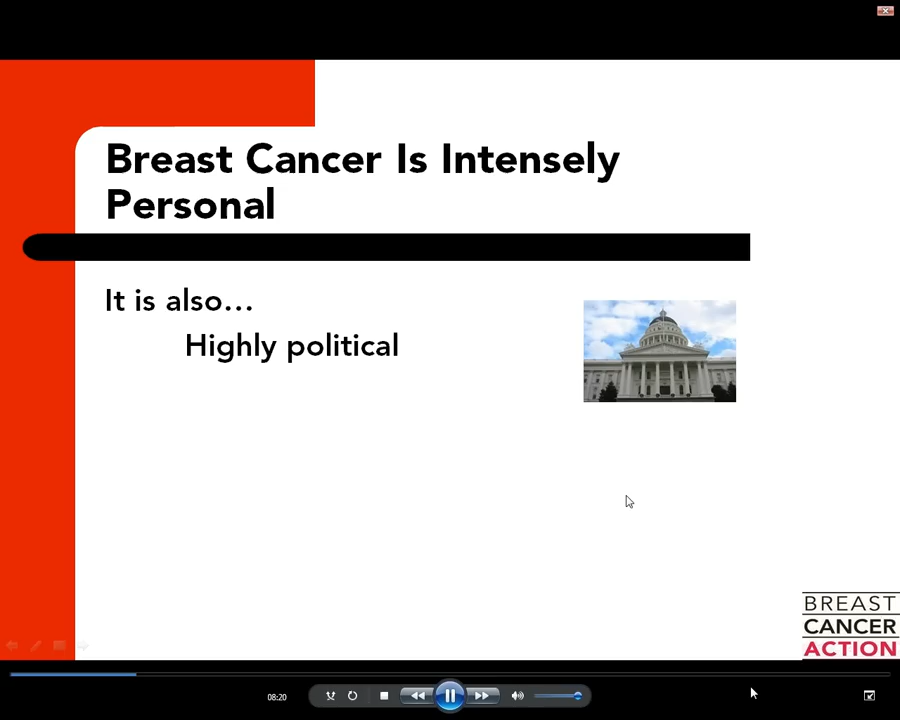 Breast Cancer Is Intensely
Personal
It is also…
Highly political
BREAST
CANCER
ACTION
08:20